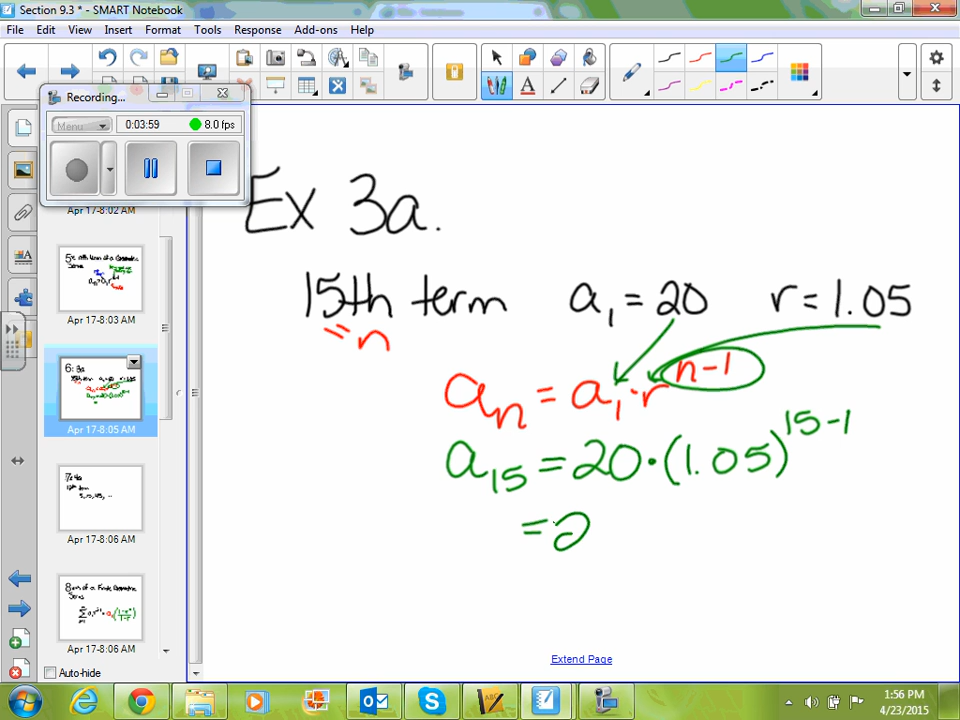 Section 9.3 * - SMART Notebook
File Edit View Insert Format Tools Response Add-ons Help
Recording...
Menu 0:03:59 8.0 fps
Apr 17-8:02 AM
Apr 17-8:03 AM
6: 3a
Apr 17-8:05 AM
Apr 17-8:06 AM
Apr 17-8:06 AM
Auto-hide
Ex 3a.
15th term a₁ = 20 r = 1.05
= n
aₙ = a₁ · r^(n-1)
a₁₅ = 20 · (1.05)^(15-1)
= 2
Extend Page
1:56 PM
4/23/2015